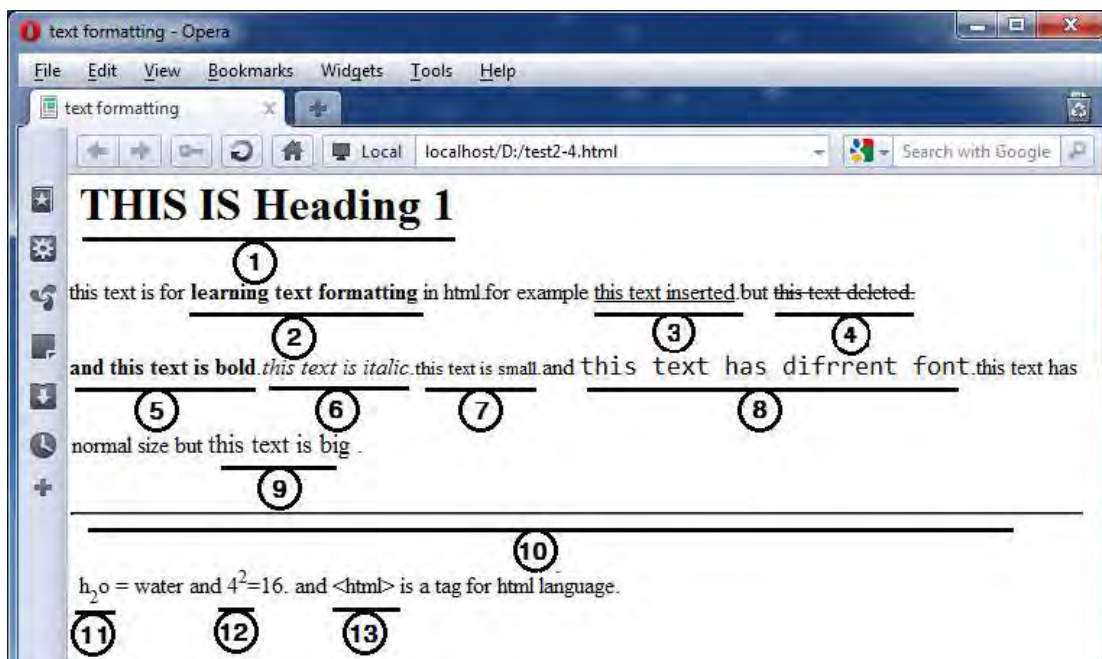 text formatting - Opera
File Edit View Bookmarks Widgets Tools Help
text formatting
Local localhost/D:/test2-4.html Search with Google
THIS IS Heading 1
1
this text is for learning text formatting in html.for example this text inserted.but this text deleted.
2 3 4
and this text is bold.this text is italic.this text is small.and this text has difrrent font.this text has
5 6 7 8
normal size but this text is big .
9
10
h2o = water and 4²=16. and <html> is a tag for html language.
11 12 13